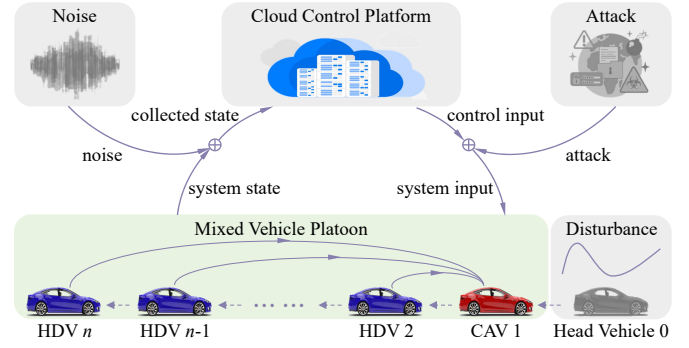 Noise
Cloud Control Platform
Attack
collected state
control input
noise
attack
system state
system input
Mixed Vehicle Platoon
Disturbance
HDV n
HDV n-1
HDV 2
CAV 1
Head Vehicle 0